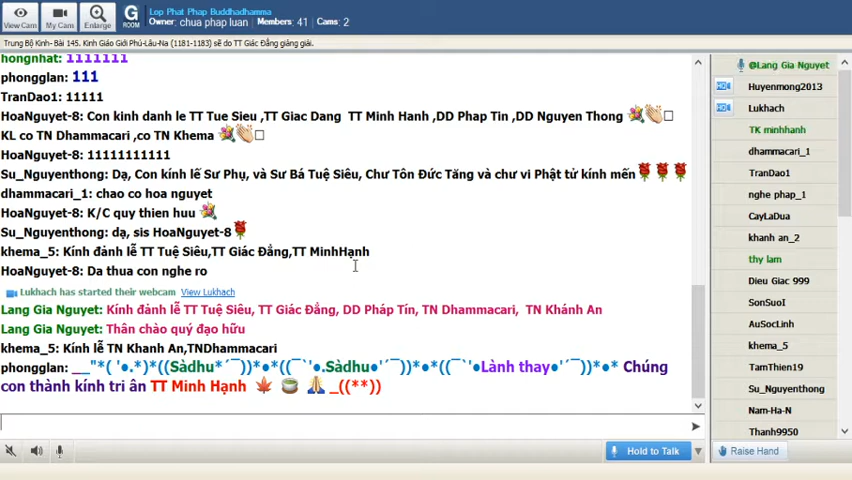 Lop Phat Phap Buddhadhamma
Owner: chua phap luan Members: 41 Cams: 2
View Cam
My Cams
Enlarge
G
ROOM
Trung Bộ Kinh- Bài 145. Kinh Giáo Giới Phú-Lâu-Na (1181-1183) sẽ do TT Giác Đẳng giảng giải.
hongnhat: 1111111
phongglan: 111
TranDao1: 11111
HoaNguyet-8: Con kinh danh le TT Tue Sieu ,TT Giac Dang TT Minh Hanh ,DD Phap Tin ,DD Nguyen Thong
KL co TN Dhammacari ,co TN Khema
HoaNguyet-8: 11111111111
Su_Nguyenthong: Dạ, Con kính lễ Sư Phụ, và Sư Bá Tuệ Siêu, Chư Tôn Đức Tăng và chư vi Phật tử kính mến
dhammacari_1: chao co hoa nguyet
HoaNguyet-8: K/C quy thien huu
Su_Nguyenthong: dạ, sis HoaNguyet-8
khema_5: Kính đảnh lễ TT Tuệ Siêu,TT Giác Đẳng,TT MinhHạnh
HoaNguyet-8: Da thua con nghe ro
Lukhach has started their webcam View Lukhach
Lang Gia Nguyet: Kính đảnh lễ TT Tuệ Siêu, TT Giác Đẳng, DD Pháp Tín, TN Dhammacari, TN Khánh An
Lang Gia Nguyet: Thân chào quý đạo hữu
khema_5: Kính lễ TN Khanh An,TNDhammacari
phongglan: __"*( '•.*)*((Sàdhu*´¯))*•*((¯`'•.Sàdhu•'´¯))*•*((¯`'•Lành thay•'´¯))*•* Chúng
con thành kính tri ân TT Minh Hạnh _((**))
Hold to Talk
Raise Hand
@Lang Gia Nguyet
Huyenmong2013
Lukhach
TK minhhanh
dhammacari_1
TranDao1
nghe phap_1
CayLaDua
khanh an_2
thy lam
Dieu Giac 999
SonSuoI
AuSocLinh
khema_5
TamThien19
Su_Nguyenthong
Nam-Ha-N
Thanh9950